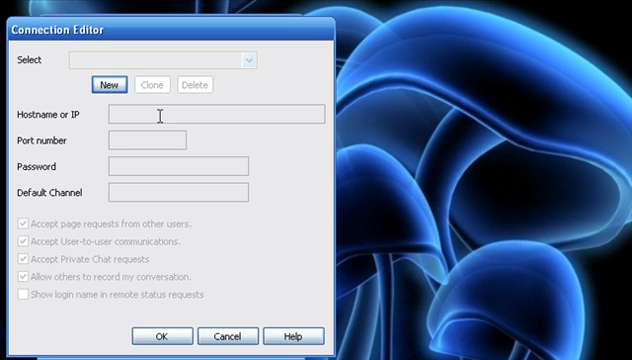 Connection Editor
Select
New Clone Delete
Hostname or IP
Port number
Password
Default Channel
Accept page requests from other users.
Accept User-to-user communications.
Accept Private Chat requests
Allow others to record my conversation.
Show login name in remote status requests
OK Cancel Help